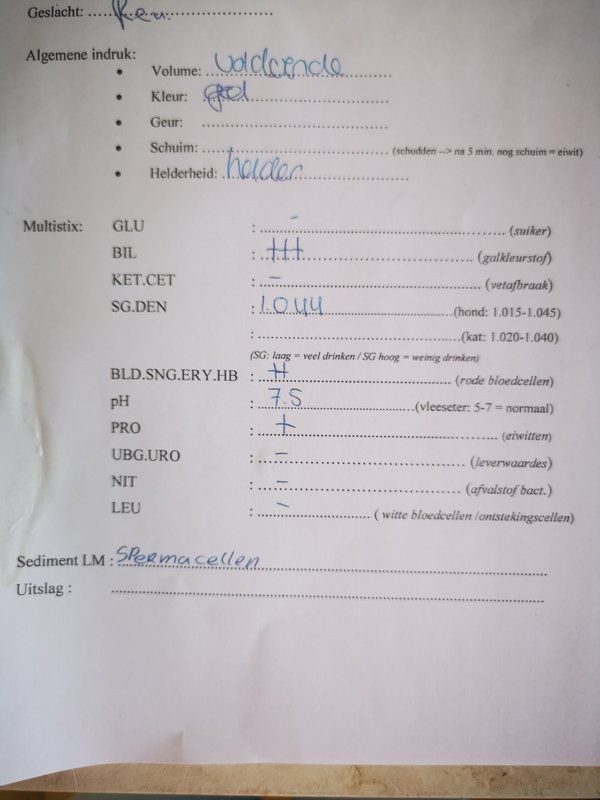 Geslacht: ...Reu...
Algemene indruk:
• Volume: ...voldoende...
• Kleur: ...geel...
• Geur: ...
• Schuim: ... (schudden --> na 5 min. nog schuim = eiwit)
• Helderheid: ...helder...
Multistix: GLU : ...-... (suiker)
BIL : ...+++... (galkleurstof)
KET.CET : ...-... (vetafbraak)
SG.DEN : 1.044...(hond: 1.015-1.045)
: ...(kat: 1.020-1.040)
(SG: laag = veel drinken / SG hoog = weinig drinken)
BLD.SNG.ERY.HB : ...++... (rode bloedcellen)
pH : 7.5...(vleeseter: 5-7 = normaal)
PRO : ...+... (eiwitten)
UBG.URO : ...-... (leverwaardes)
NIT : ...-... (afvalstof bact.)
LEU : ...-... ( witte bloedcellen /ontstekingscellen)
Sediment LM : Spermacellen...
Uitslag : ...